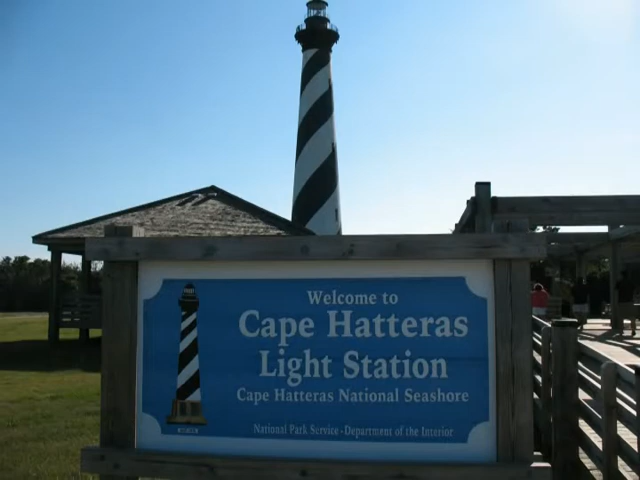 Welcome to
Cape Hatteras
Light Station
Cape Hatteras National Seashore
National Park Service - Department of the Interior